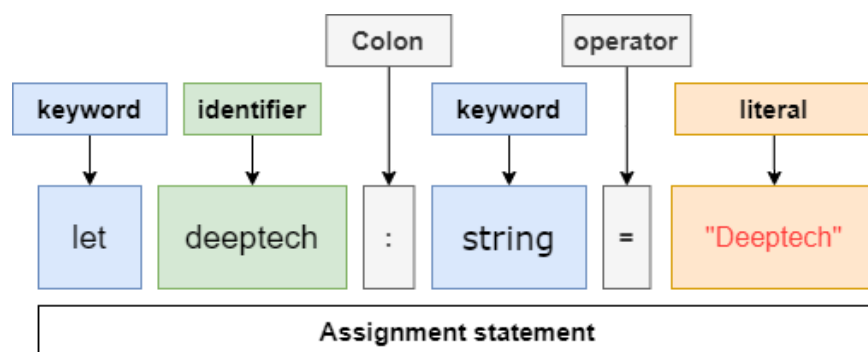 Colon operator
keyword identifier keyword literal
let deeptech : string = "Deeptech"
Assignment statement